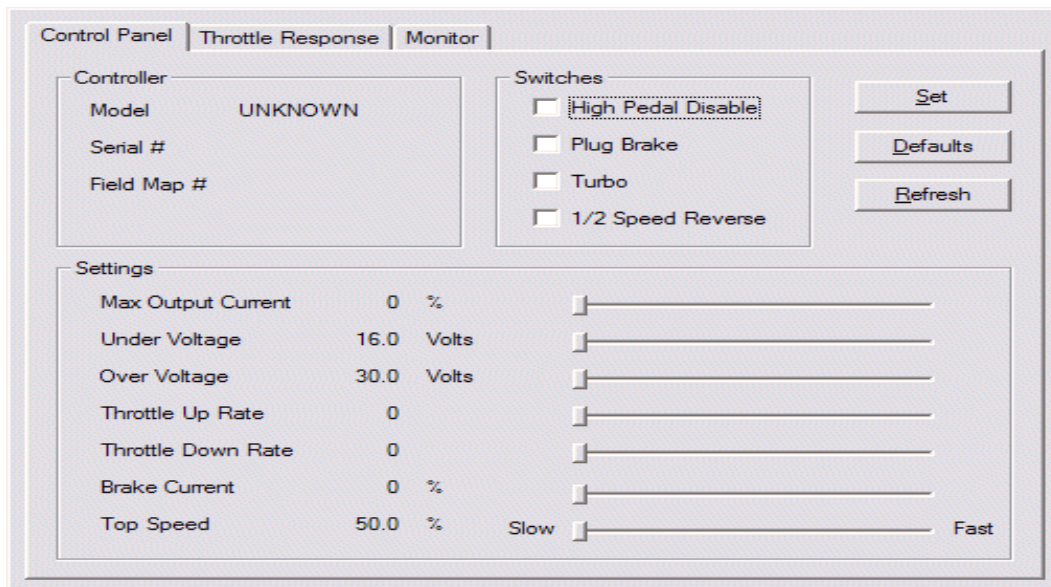 Control Panel Throttle Response Monitor
Controller
Model UNKNOWN
Serial #
Field Map #
Switches
High Pedal Disable
Plug Brake
Turbo
1/2 Speed Reverse
Set
Defaults
Refresh
Settings
Max Output Current 0 %
Under Voltage 16.0 Volts
Over Voltage 30.0 Volts
Throttle Up Rate 0
Throttle Down Rate 0
Brake Current 0 %
Top Speed 50.0 % Slow Fast